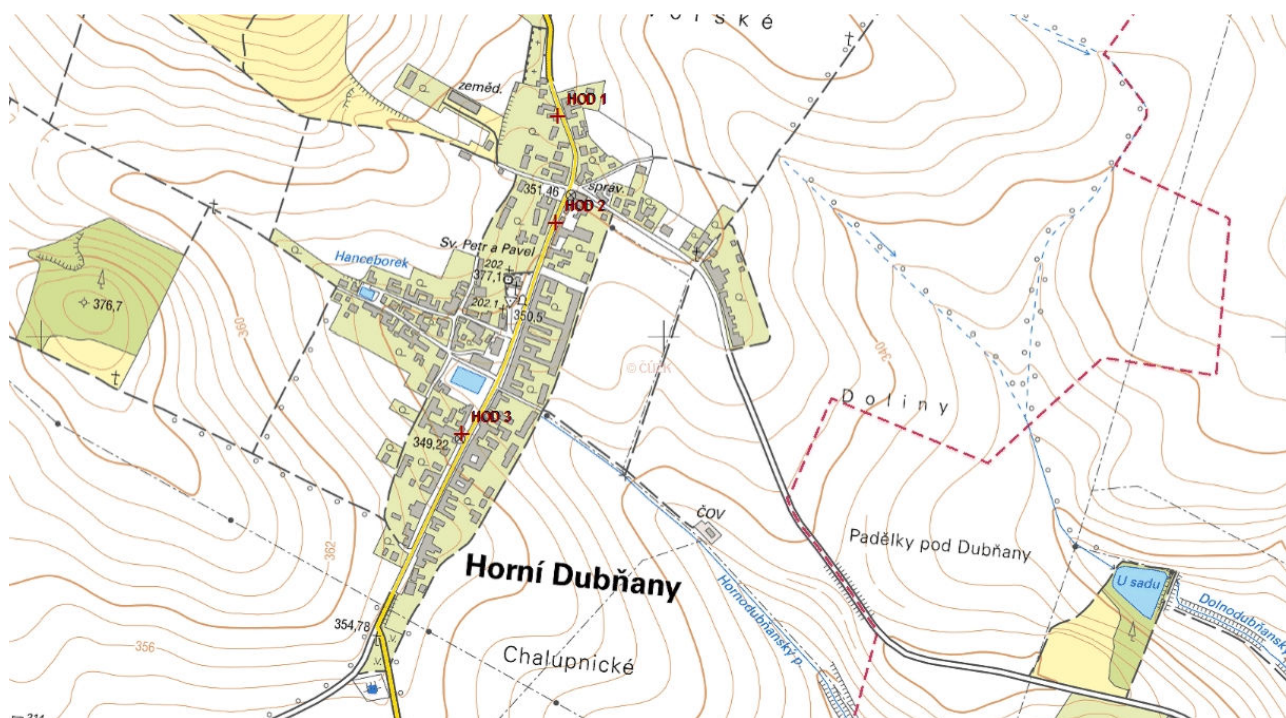 zeměd.
HOD 1
351,46
správ.
HOD 2
Sv. Petr a Pavel
202
377,1
Hanceborek
202.1
350,5
376,7
360
© ČÚZK
340
Doliny
HOD 3
349,22
ČOV
Padělky pod Dubňany
362
Horní Dubňany
U sadu
Dolnodubňansk
Hornodubňanský p.
354,78
356
Chalupnické